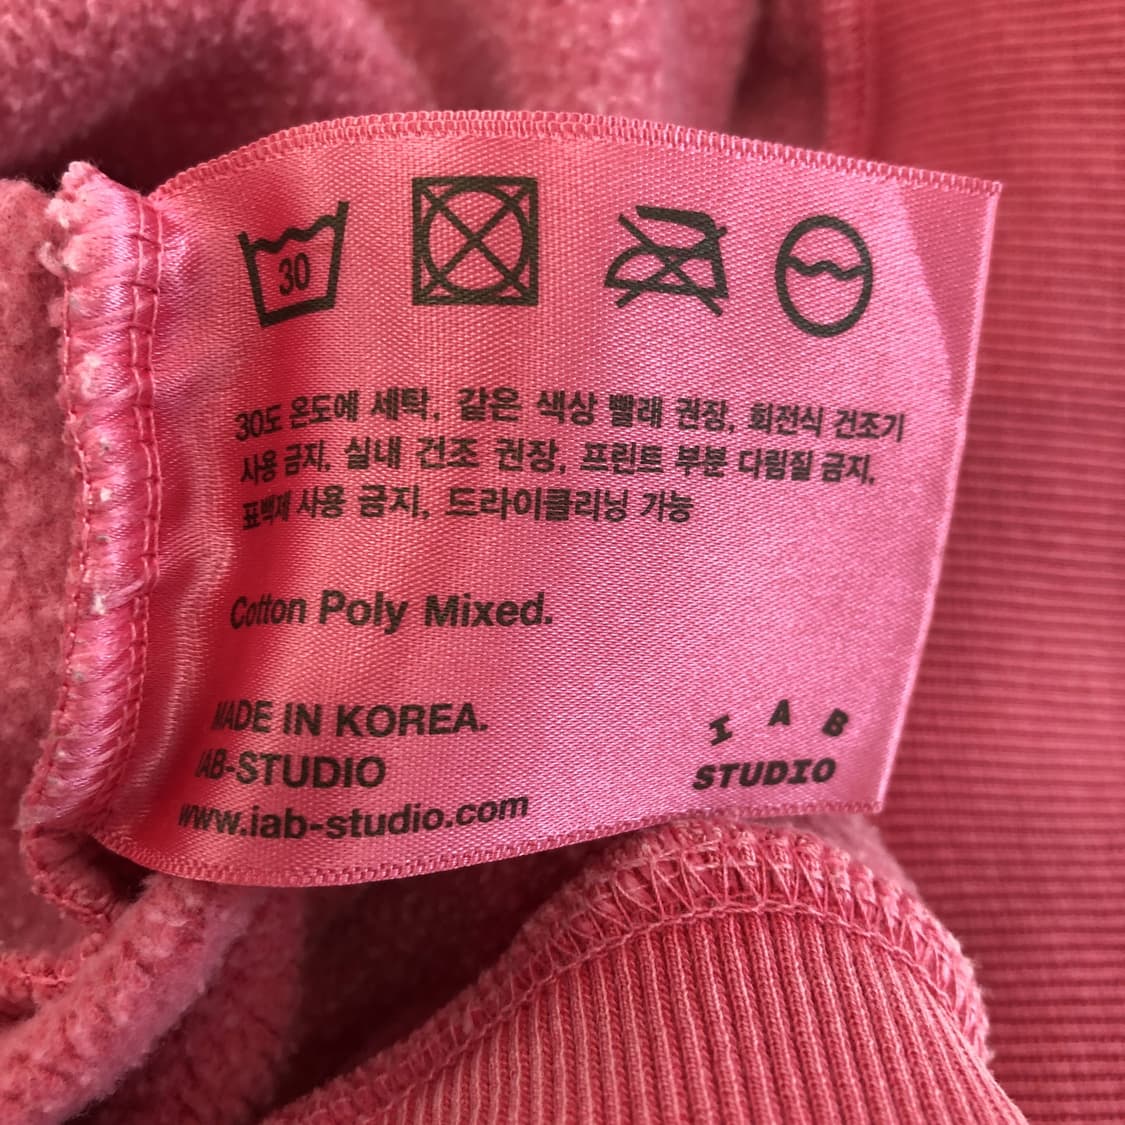 30
30도 온도에 세탁, 같은 색상 빨래 권장, 회전식 건조기
사용 금지, 실내 건조 권장, 프린트 부분 다림질 금지,
표백제 사용 금지, 드라이클리닝 가능
Cotton Poly Mixed.
MADE IN KOREA.
IAB-STUDIO
www.iab-studio.com
I A B
STUDIO